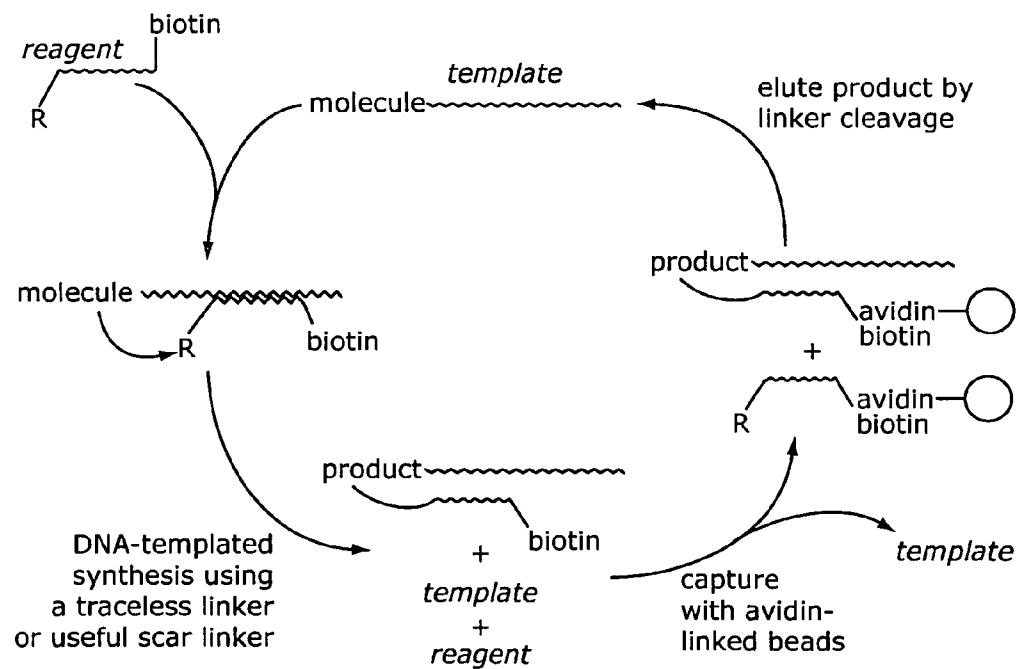 biotin
reagent
R
template
molecule
elute product by
linker cleavage
molecule
R
biotin
product
avidin
biotin
+
R
avidin
biotin
DNA-templated
synthesis using
a traceless linker
or useful scar linker
product
biotin
+
template
+
reagent
capture
with avidin-
linked beads
template